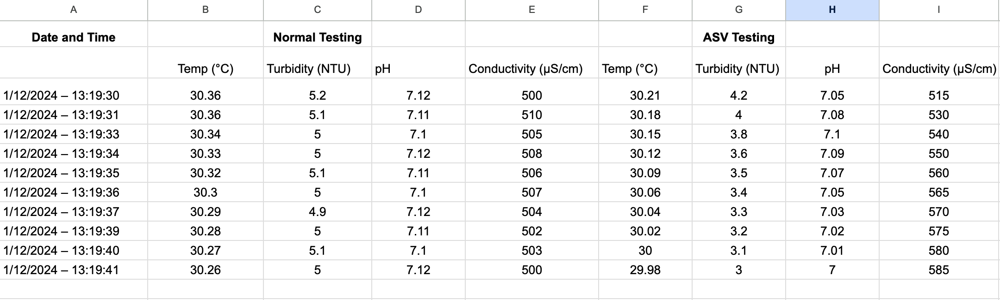 A B C D E F G H I
Date and Time Normal Testing ASV Testing
Temp (°C) Turbidity (NTU) pH Conductivity (µS/cm) Temp (°C) Turbidity (NTU) pH Conductivity (µS/cm)
1/12/2024 – 13:19:30 30.36 5.2 7.12 500 30.21 4.2 7.05 515
1/12/2024 – 13:19:31 30.36 5.1 7.11 510 30.18 4 7.08 530
1/12/2024 – 13:19:33 30.34 5 7.1 505 30.15 3.8 7.1 540
1/12/2024 – 13:19:34 30.33 5 7.12 508 30.12 3.6 7.09 550
1/12/2024 – 13:19:35 30.32 5.1 7.11 506 30.09 3.5 7.07 560
1/12/2024 – 13:19:36 30.3 5 7.1 507 30.06 3.4 7.05 565
1/12/2024 – 13:19:37 30.29 4.9 7.12 504 30.04 3.3 7.03 570
1/12/2024 – 13:19:39 30.28 5 7.11 502 30.02 3.2 7.02 575
1/12/2024 – 13:19:40 30.27 5.1 7.1 503 30 3.1 7.01 580
1/12/2024 – 13:19:41 30.26 5 7.12 500 29.98 3 7 585